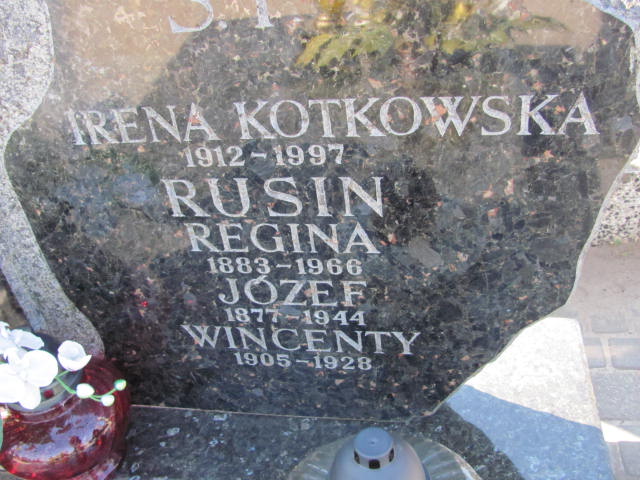 IRENA KOTKOWSKA
1912-1997
RUSIN
REGINA
1883-1966
JÓZEF
1877-1944
WINCENTY
1905-1928